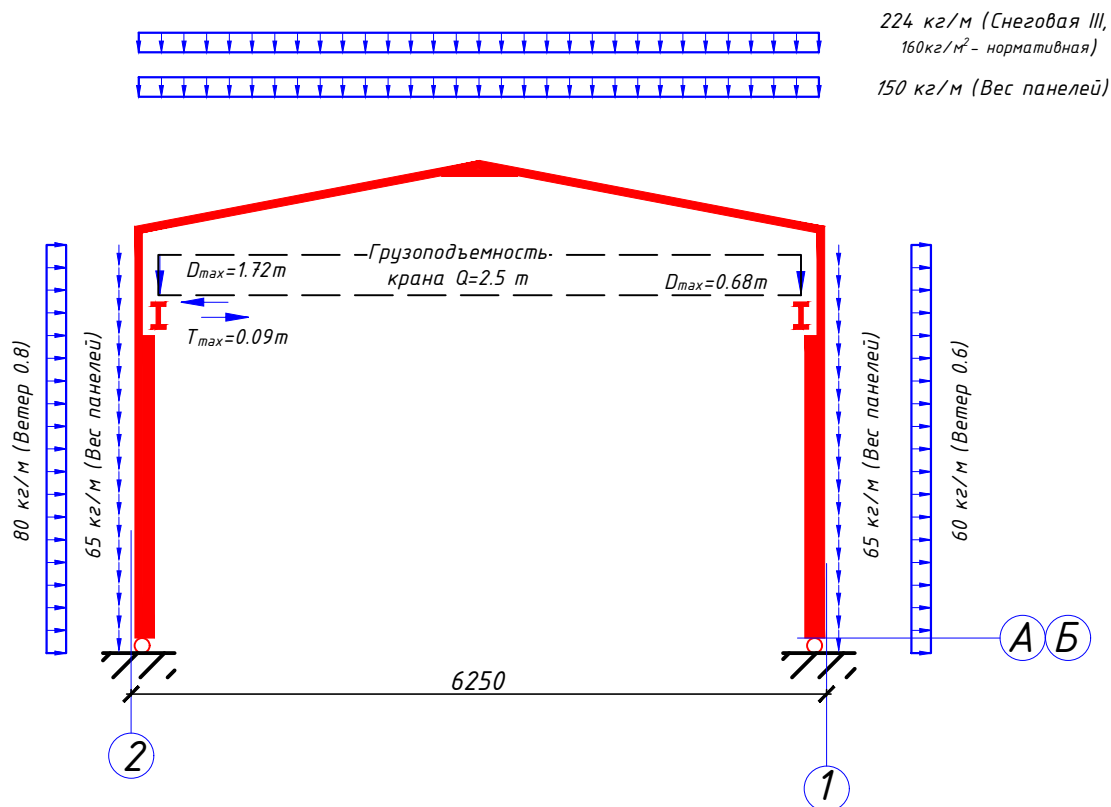 224 кг/м (Снеговая III,
160кг/м²- нормативная)
150 кг/м (Вес панелей)
Грузоподъемность
крана Q=2.5 т
Dmax=1.72т
Dmax=0.68т
Tmax=0.09т
80 кг/м (Ветер 0.8)
65 кг/м (Вес панелей)
65 кг/м (Вес панелей)
60 кг/м (Ветер 0.6)
А Б
6250
2
1